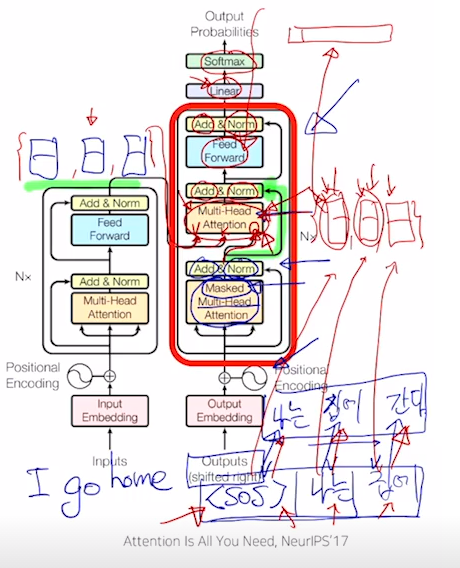 Output
Probabilities
Softmax
Linear
Add & Norm
Feed
Forward
Add & Norm
Multi-Head
Attention
Add & Norm
Masked
Multi-Head
Attention
Nx
Positional
Encoding
Output
Embedding
Outputs
(shifted right)
Add & Norm
Feed
Forward
Add & Norm
Multi-Head
Attention
Nx
Positional
Encoding
Input
Embedding
Inputs
I go home
나는 집에 간다
<SOS> 나는 집에
Attention Is All You Need, NeurIPS'17